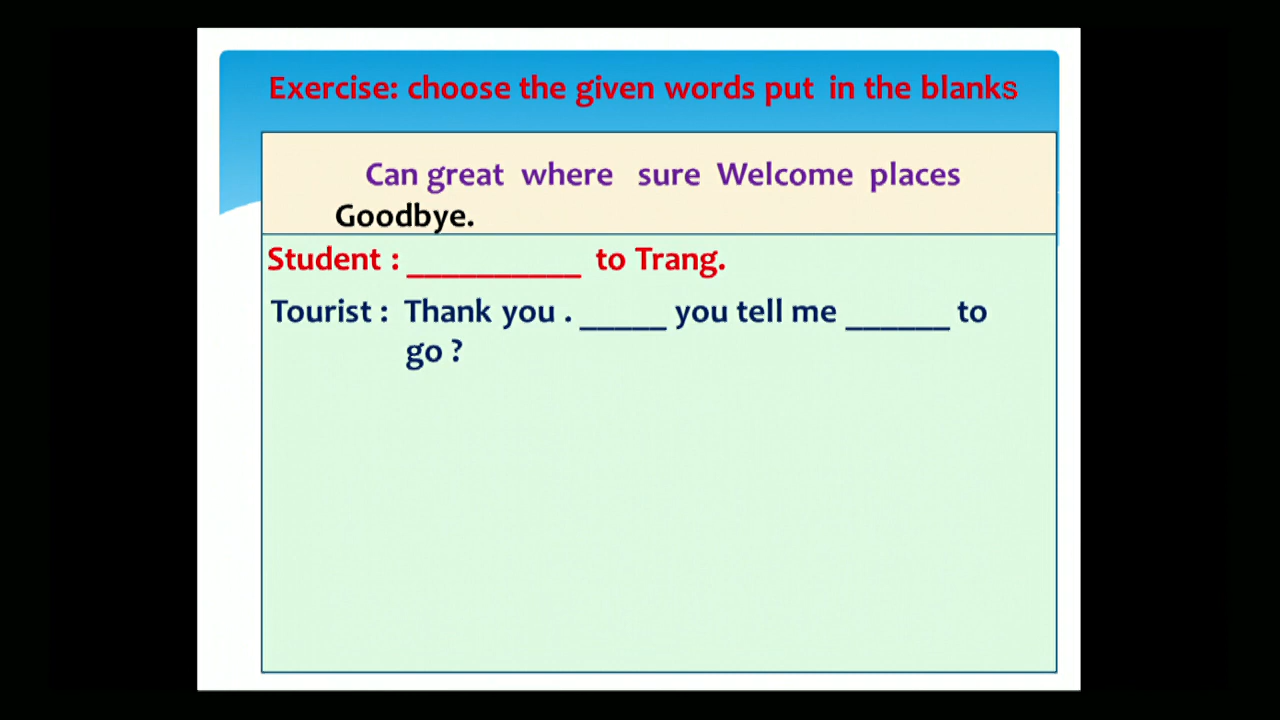 Exercise: choose the given words put in the blanks
Can great where sure Welcome places
Goodbye.
Student : __________ to Trang.
Tourist : Thank you . _____ you tell me ______ to
go ?